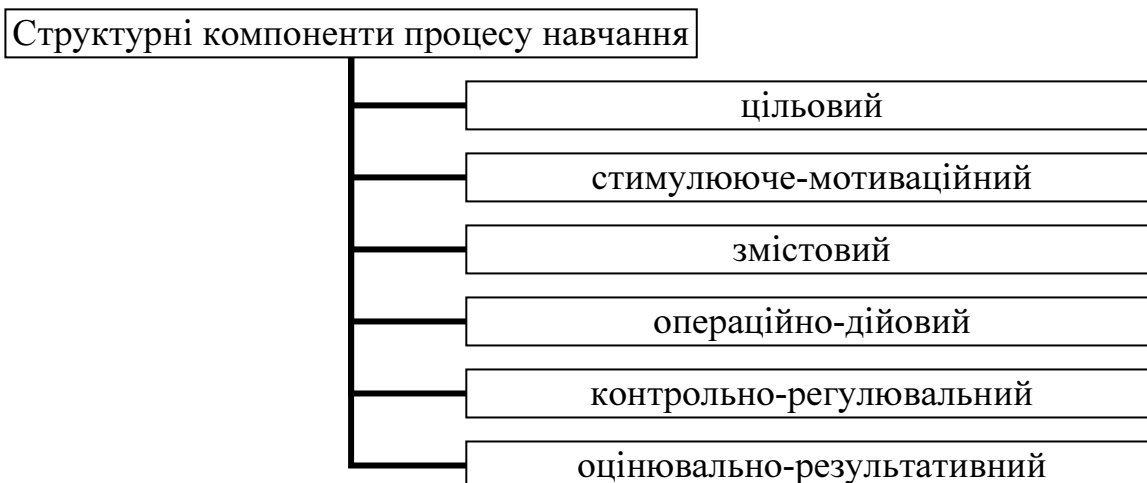 Структурні компоненти процесу навчання
цільовий
стимулююче-мотиваційний
змістовий
операційно-дійовий
контрольно-регулювальний
оцінювально-результативний